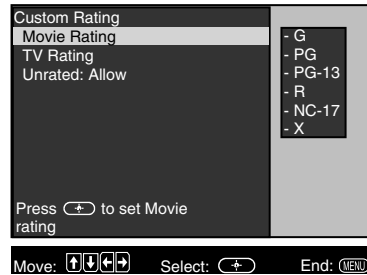 Custom Rating
Movie Rating
TV Rating
Unrated: Allow
- G
- PG
- PG-13
- R
- NC-17
- X
Press to set Movie
rating
Move: Select: End: MENU